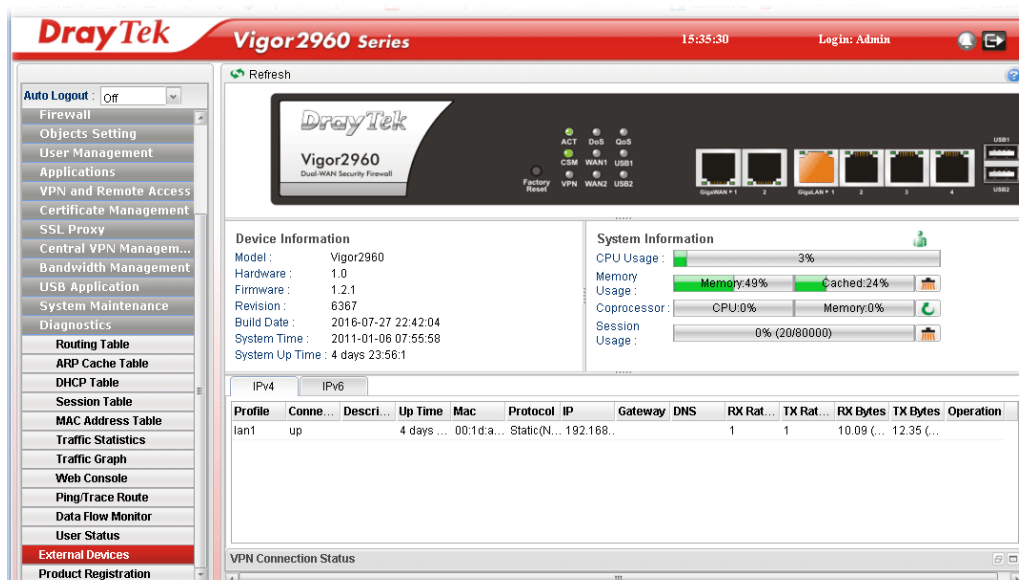 DrayTek
Vigor2960 Series
15:35:30
Login: Admin
Auto Logout : Off
Refresh
Firewall
Objects Setting
User Management
Applications
VPN and Remote Access
Certificate Management
SSL Proxy
Central VPN Managem...
Bandwidth Management
USB Application
System Maintenance
Diagnostics
Routing Table
ARP Cache Table
DHCP Table
Session Table
MAC Address Table
Traffic Statistics
Traffic Graph
Web Console
Ping/Trace Route
Data Flow Monitor
User Status
External Devices
Product Registration
DrayTek
Vigor2960
Dual-WAN Security Firewall
Factory Reset
ACT DoS QoS
CSM WAN1 USB1
VPN WAN2 USB2
GigaWAN 1 2
GigaLAN 1 2 3 4
USB1
USB2
Device Information
Model : Vigor2960
Hardware : 1.0
Firmware : 1.2.1
Revision : 6367
Build Date : 2016-07-27 22:42:04
System Time : 2011-01-06 07:55:58
System Up Time : 4 days 23:56:1
System Information
CPU Usage : 3%
Memory Usage : Memory:49% Cached:24%
Coprocessor : CPU:0% Memory:0%
Session Usage : 0% (20/80000)
IPv4 IPv6
Profile Conne... Descri... Up Time Mac Protocol IP Gateway DNS RX Rat... TX Rat... RX Bytes TX Bytes Operation
lan1 up 4 days ... 00:1d:a... Static(N... 192.168.. 1 1 10.09 (... 12.35 (...
VPN Connection Status